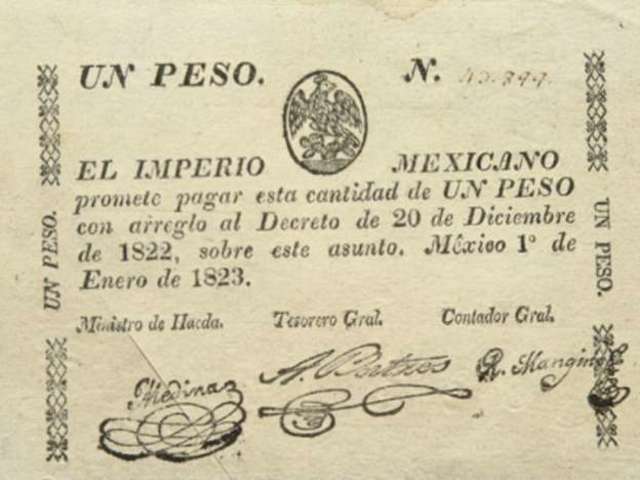 UN PESO. N.
EL IMPERIO MEXICANO
promete pagar esta cantidad de UN PESO
con arreglo al Decreto de 20 de Diciembre
de 1822, sobre este asunto. México 1º de
Enero de 1823.
Ministro de Hacda. Tesorero Gral. Contador Gral.
Medina R. Mangino
UN PESO.
UN PESO.